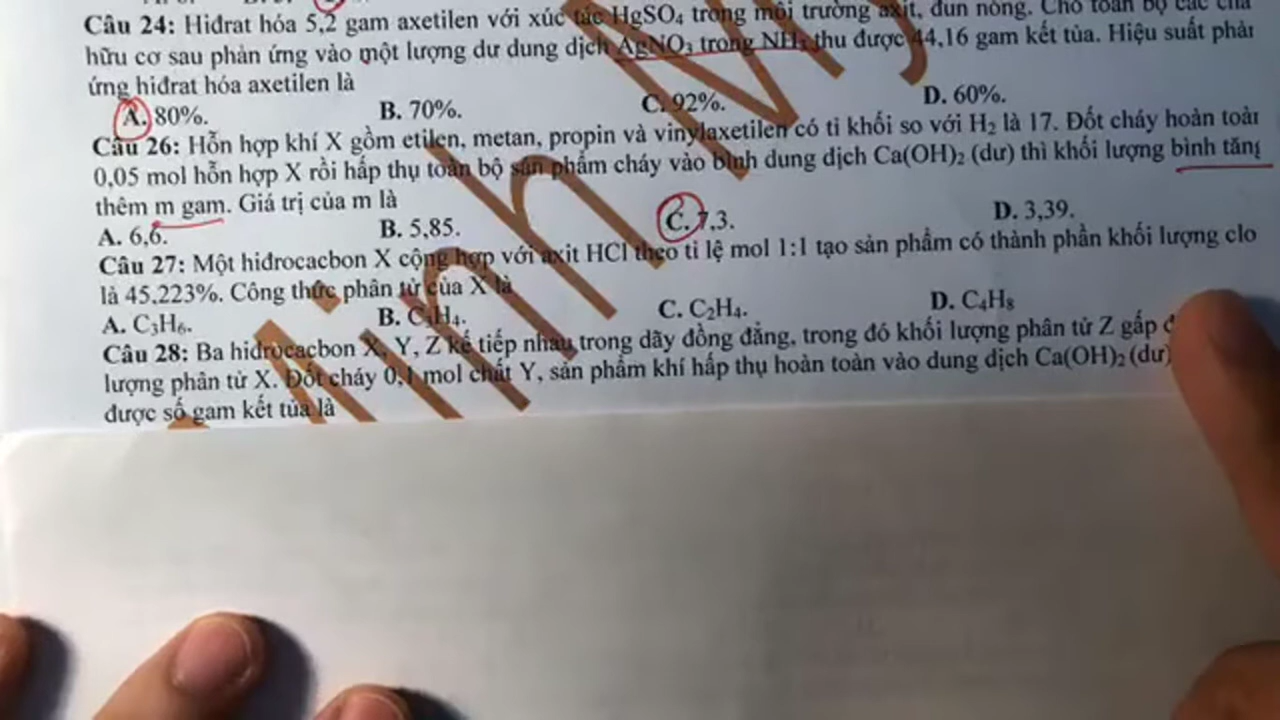 Câu 24: Hiđrat hóa 5,2 gam axetilen với xúc tác HgSO₄ trong môi trường axit, đun nóng. Cho toàn bộ các
hữu cơ sau phản ứng vào một lượng dư dung dịch AgNO₃ trong NH₃ thu được 44,16 gam kết tủa. Hiệu suất phản
ứng hiđrat hóa axetilen là
A. 80%. B. 70%. C. 92%. D. 60%.
Câu 26: Hỗn hợp khí X gồm etilen, metan, propin và vinylaxetilen có tỉ khối so với H₂ là 17. Đốt cháy hoàn toàn
0,05 mol hỗn hợp X rồi hấp thụ toàn bộ sản phẩm cháy vào bình dung dịch Ca(OH)₂ (dư) thì khối lượng bình tăng
thêm m gam. Giá trị của m là
A. 6,6. B. 5,85. C. 7,3. D. 3,39.
Câu 27: Một hiđrocacbon X cộng hợp với axit HCl theo tỉ lệ mol 1:1 tạo sản phẩm có thành phần khối lượng clo
là 45,223%. Công thức phân tử của X là
A. C₃H₆. B. C₃H₄. C. C₂H₄. D. C₄H₈
Câu 28: Ba hiđrocacbon X, Y, Z kế tiếp nhau trong dãy đồng đẳng, trong đó khối lượng phân tử Z gấp
lượng phân tử X. Đốt cháy 0,1 mol chất Y, sản phẩm khí hấp thụ hoàn toàn vào dung dịch Ca(OH)₂ (dư)
được số gam kết tủa là
Minh